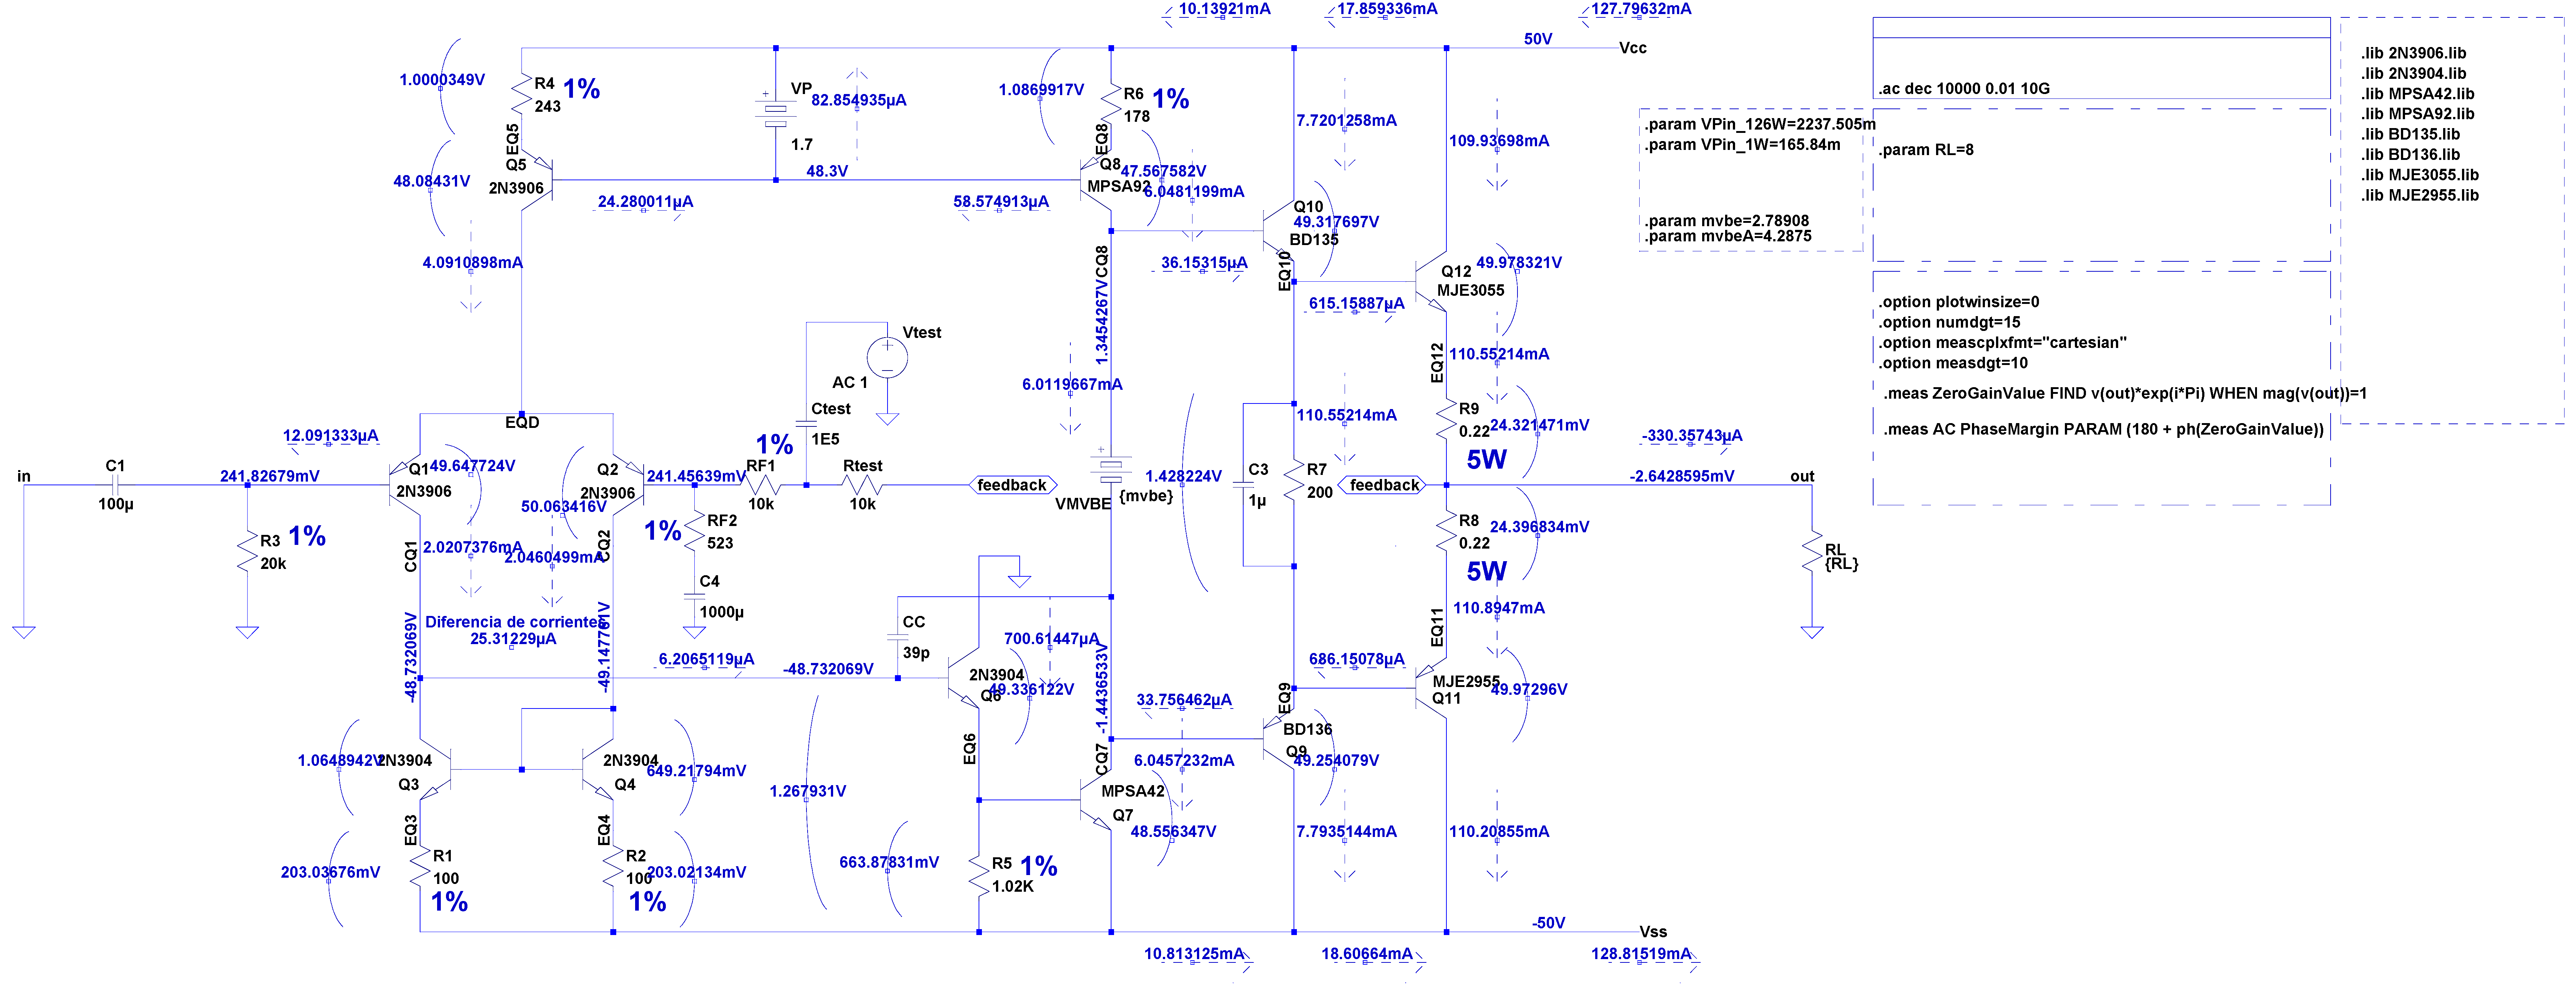 10.13921mA
17.859336mA
127.79632mA
50V
Vcc
1.0000349V
R4
243
1%
VP
82.854935µA
1.7
1.0869917V
R6
178
1%
7.7201258mA
109.93698mA
EQ5
Q5
2N3906
48.08431V
24.280011µA
48.3V
EQ8
Q8
MPSA92
47.567582V
6.0481199mA
58.574913µA
Q10
49.317697V
BD135
4.0910898mA
36.15315µA
EQ10
49.978321V
Q12
MJE3055
615.15887µA
1.3454267V
CQ8
Vtest
AC 1
Ctest
1E5
6.0119667mA
EQ12
110.55214mA
EQD
12.091333µA
110.55214mA
R9
0.22
24.321471mV
5W
-330.35743µA
in
C1
100µ
241.82679mV
Q1
2N3906
49.647724V
Q2
2N3906
50.063416V
241.45639mV
1%
RF1
10k
Rtest
10k
feedback
VMVBE
{mvbe}
1.428224V
C3
1µ
R7
200
feedback
-2.6428595mV
out
R3
20k
1%
1%
RF2
523
R8
0.22
24.396834mV
5W
RL
{RL}
CQ1
2.0207376mA
2.0460499mA
CQ2
C4
1000µ
110.8947mA
EQ11
Diferencia de corrientes
25.31229µA
-48.732069V
-49.147761V
CC
39p
700.61447µA
6.2065119µA
-48.732069V
2N3904
Q6
49.336122V
-1.4436533V
686.15078µA
MJE2955
Q11
49.97296V
33.756462µA
EQ9
BD136
Q9
49.254079V
EQ6
CQ7
6.0457232mA
1.0648942V
2N3904
Q3
2N3904
Q4
649.21794mV
1.267931V
MPSA42
Q7
48.556347V
7.7935144mA
110.20855mA
EQ3
EQ4
203.03676mV
R1
100
1%
R2
100
1%
203.02134mV
663.87831mV
R5
1.02K
1%
-50V
Vss
10.813125mA
18.60664mA
128.81519mA
.param VPin_126W=2237.505m
.param VPin_1W=165.84m
.param mvbe=2.78908
.param mvbeA=4.2875
.ac dec 10000 0.01 10G
.param RL=8
.option plotwinsize=0
.option numdgt=15
.option meascplxfmt="cartesian"
.option measdgt=10
.meas ZeroGainValue FIND v(out)*exp(i*Pi) WHEN mag(v(out))=1
.meas AC PhaseMargin PARAM (180 + ph(ZeroGainValue))
.lib 2N3906.lib
.lib 2N3904.lib
.lib MPSA42.lib
.lib MPSA92.lib
.lib BD135.lib
.lib BD136.lib
.lib MJE3055.lib
.lib MJE2955.lib